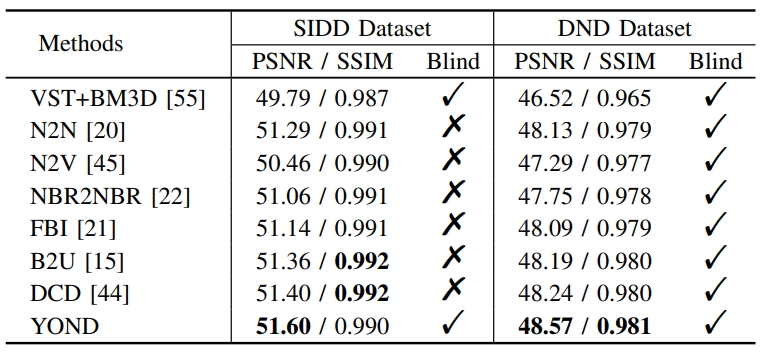 Methods SIDD Dataset DND Dataset
PSNR / SSIM Blind PSNR / SSIM Blind
VST+BM3D [55] 49.79 / 0.987 ✓ 46.52 / 0.965 ✓
N2N [20] 51.29 / 0.991 ✗ 48.13 / 0.979 ✓
N2V [45] 50.46 / 0.990 ✗ 47.29 / 0.977 ✓
NBR2NBR [22] 51.06 / 0.991 ✗ 47.75 / 0.978 ✓
FBI [21] 51.14 / 0.991 ✗ 48.09 / 0.979 ✓
B2U [15] 51.36 / 0.992 ✗ 48.19 / 0.980 ✓
DCD [44] 51.40 / 0.992 ✗ 48.24 / 0.980 ✓
YOND 51.60 / 0.990 ✓ 48.57 / 0.981 ✓